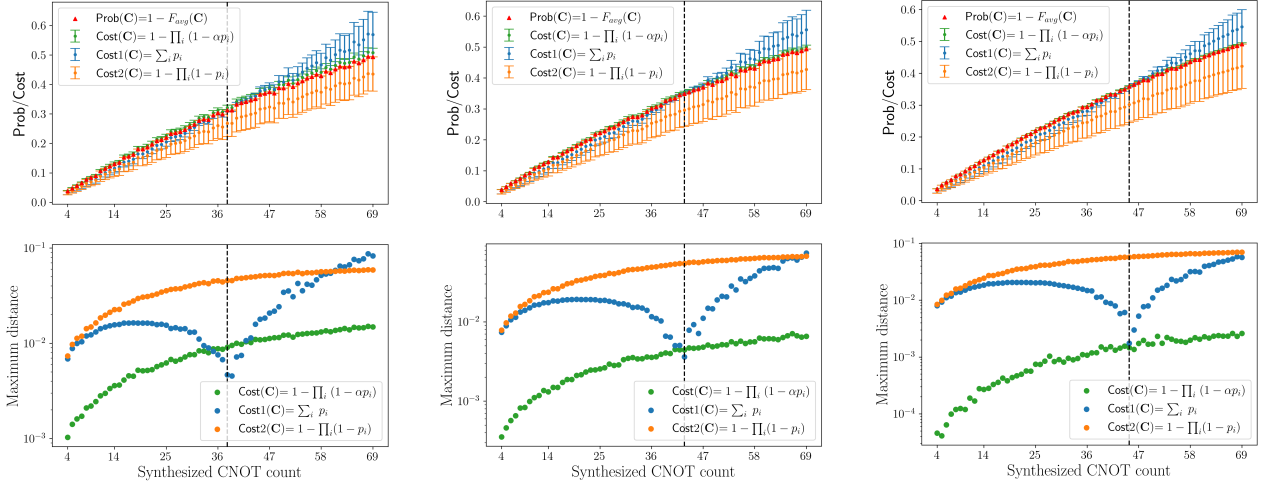 Prob(C)=1 − F_avg(C)
Cost(C) = 1 − ∏_i (1 − αp_i)
Cost1(C)= ∑_i p_i
Cost2(C)= 1 − ∏_i(1 − p_i)
Prob/Cost
0.6
0.5
0.4
0.3
0.2
0.1
0.0
4 14 25 36 47 58 69
Prob(C)=1 − F_avg(C)
Cost(C) = 1 − ∏_i (1 − αp_i)
Cost1(C)= ∑_i p_i
Cost2(C)= 1 − ∏_i(1 − p_i)
Prob/Cost
0.6
0.5
0.4
0.3
0.2
0.1
0.0
4 14 25 36 47 58 69
Prob(C)=1 − F_avg(C)
Cost(C) = 1 − ∏_i (1 − αp_i)
Cost1(C)= ∑_i p_i
Cost2(C)= 1 − ∏_i(1 − p_i)
Prob/Cost
0.6
0.5
0.4
0.3
0.2
0.1
0.0
4 14 25 36 47 58 69
Maximum distance
10^−1
10^−2
10^−3
Cost(C)= 1 − ∏_i (1 − αp_i)
Cost1(C)= ∑_i p_i
Cost2(C)= 1 − ∏_i(1 − p_i)
4 14 25 36 47 58 69
Synthesized CNOT count
Maximum distance
10^−2
10^−3
Cost(C)= 1 − ∏_i (1 − αp_i)
Cost1(C)= ∑_i p_i
Cost2(C)= 1 − ∏_i(1 − p_i)
4 14 25 36 47 58 69
Synthesized CNOT count
Maximum distance
10^−1
10^−2
10^−3
10^−4
Cost(C)= 1 − ∏_i (1 − αp_i)
Cost1(C)= ∑_i p_i
Cost2(C)= 1 − ∏_i(1 − p_i)
4 14 25 36 47 58 69
Synthesized CNOT count